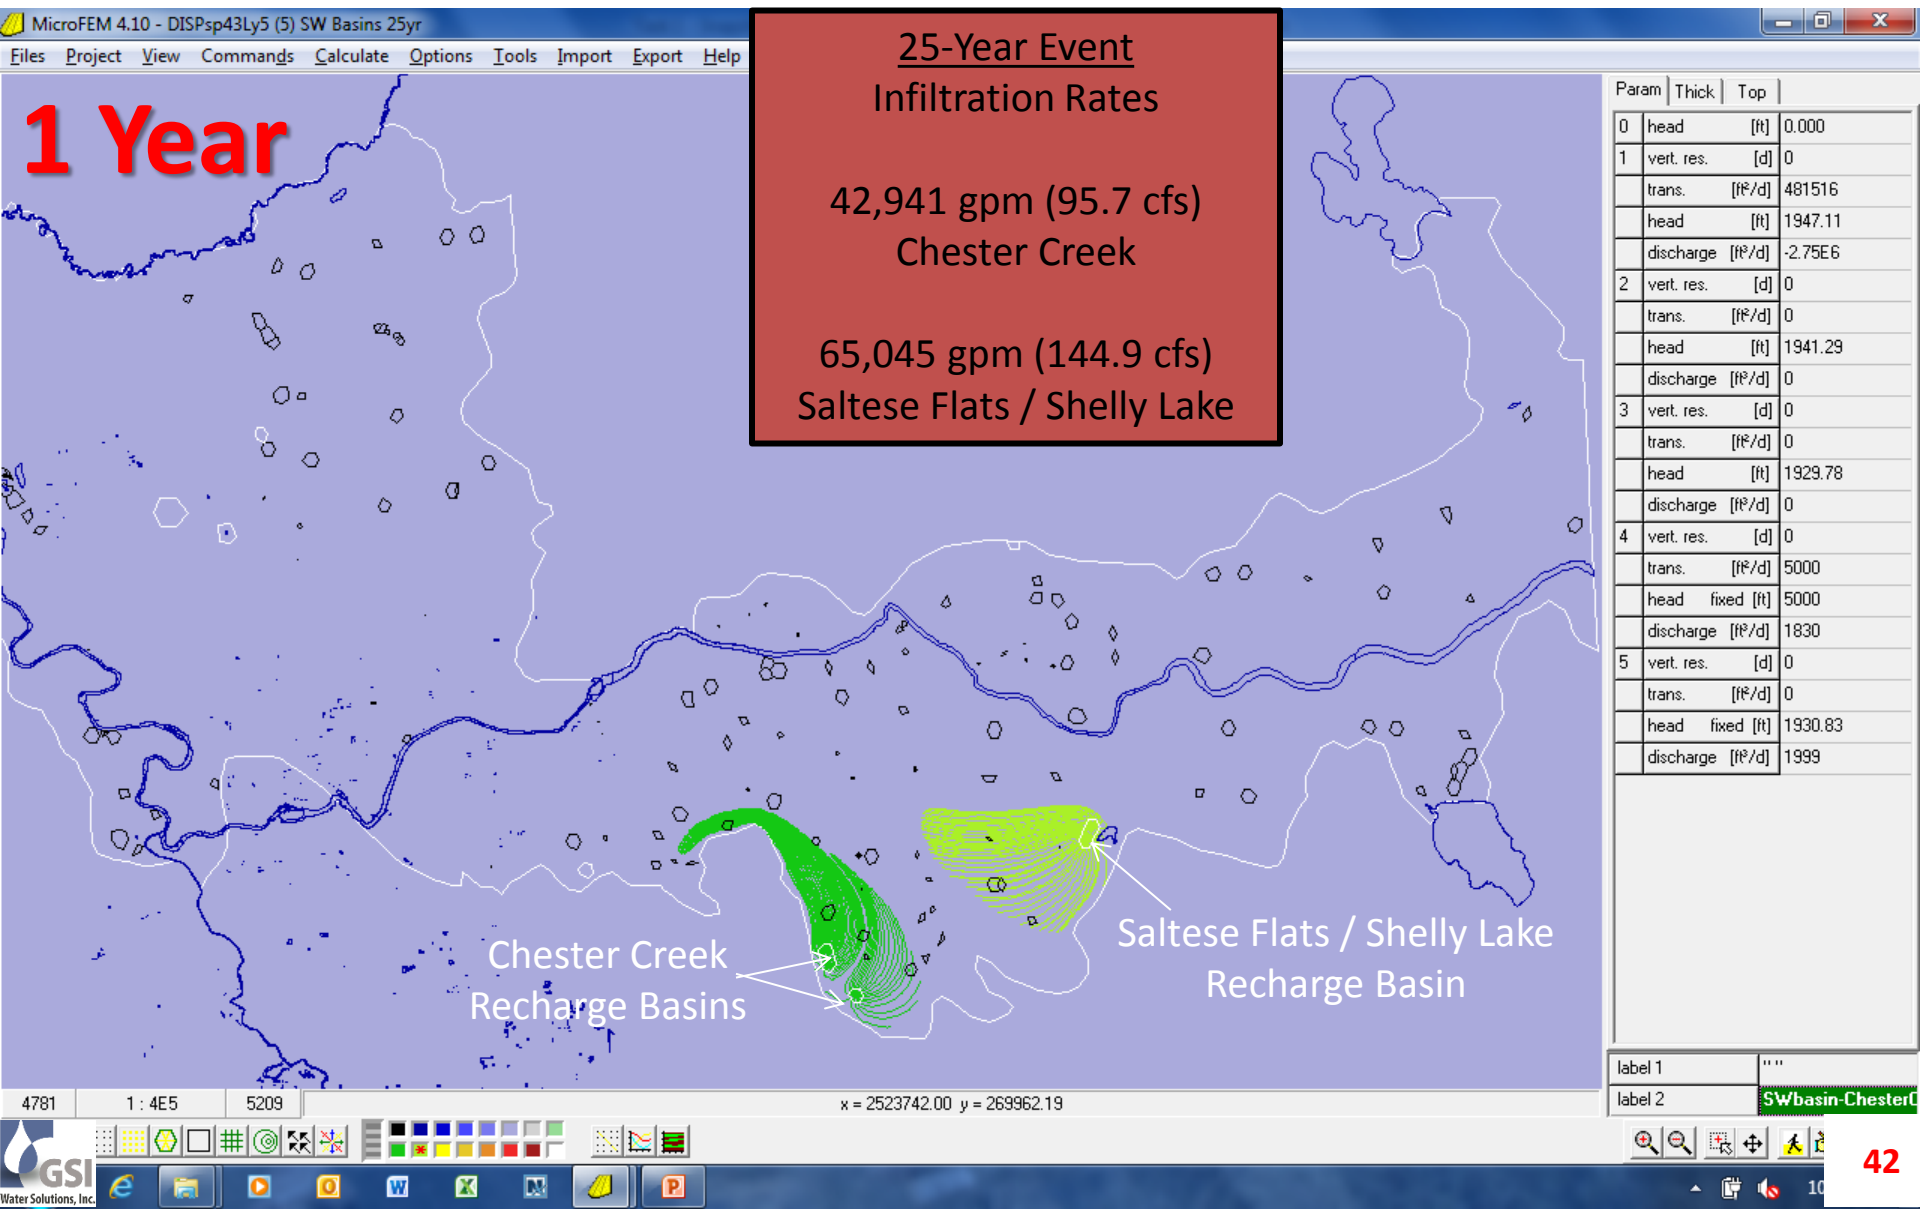 MicroFEM 4.10 - DISPsp43Ly5 (5) SW Basins 25yr
Files Project View Commands Calculate Options Tools Import Export Help
1 Year
25-Year Event
Infiltration Rates
42,941 gpm (95.7 cfs)
Chester Creek
65,045 gpm (144.9 cfs)
Saltese Flats / Shelly Lake
Chester Creek
Recharge Basins
Saltese Flats / Shelly Lake
Recharge Basin
Param Thick Top
0 head [ft] 0.000
1 vert. res. [d] 0
trans. [ft²/d] 481516
head [ft] 1947.11
discharge [ft³/d] -2.75E6
2 vert. res. [d] 0
trans. [ft²/d] 0
head [ft] 1941.29
discharge [ft³/d] 0
3 vert. res. [d] 0
trans. [ft²/d] 0
head [ft] 1929.78
discharge [ft³/d] 0
4 vert. res. [d] 0
trans. [ft²/d] 5000
head fixed [ft] 5000
discharge [ft³/d] 1830
5 vert. res. [d] 0
trans. [ft²/d] 0
head fixed [ft] 1930.83
discharge [ft³/d] 1999
label 1 ""
label 2 SWbasin-ChesterC
4781 1 : 4E5 5209 x = 2523742.00 y = 269962.19
GSI
Water Solutions, Inc.
10
42